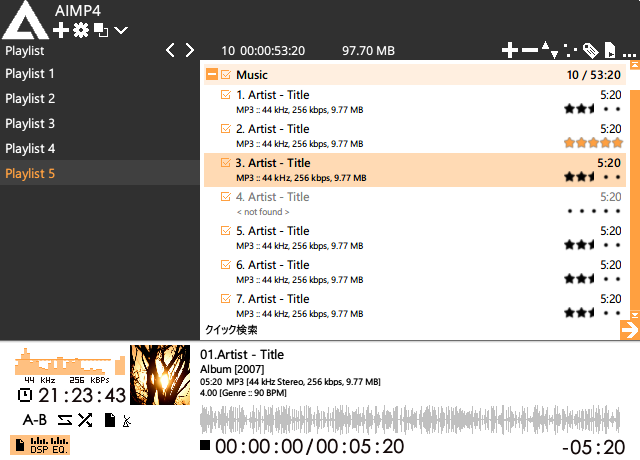 AIMP4
Playlist
10 00:00:53:20 97.70 MB
Playlist 1
Playlist 2
Playlist 3
Playlist 4
Playlist 5
Music 10 / 53:20
1. Artist - Title 5:20
MP3 :: 44 kHz, 256 kbps, 9.77 MB
2. Artist - Title 5:20
MP3 :: 44 kHz, 256 kbps, 9.77 MB
3. Artist - Title 5:20
MP3 :: 44 kHz, 256 kbps, 9.77 MB
4. Artist - Title 5:20
< not found >
5. Artist - Title 5:20
MP3 :: 44 kHz, 256 kbps, 9.77 MB
6. Artist - Title 5:20
MP3 :: 44 kHz, 256 kbps, 9.77 MB
7. Artist - Title 5:20
MP3 :: 44 kHz, 256 kbps, 9.77 MB
クイック検索
44 kHz 256 KBPs
21:23:43
A-B
DSP EQ.
01.Artist - Title
Album [2007]
05:20 MP3 [44 kHz Stereo, 256 kbps, 9.77 MB]
4.00 [Genre :: 90 BPM]
00:00:00/00:05:20 -05:20